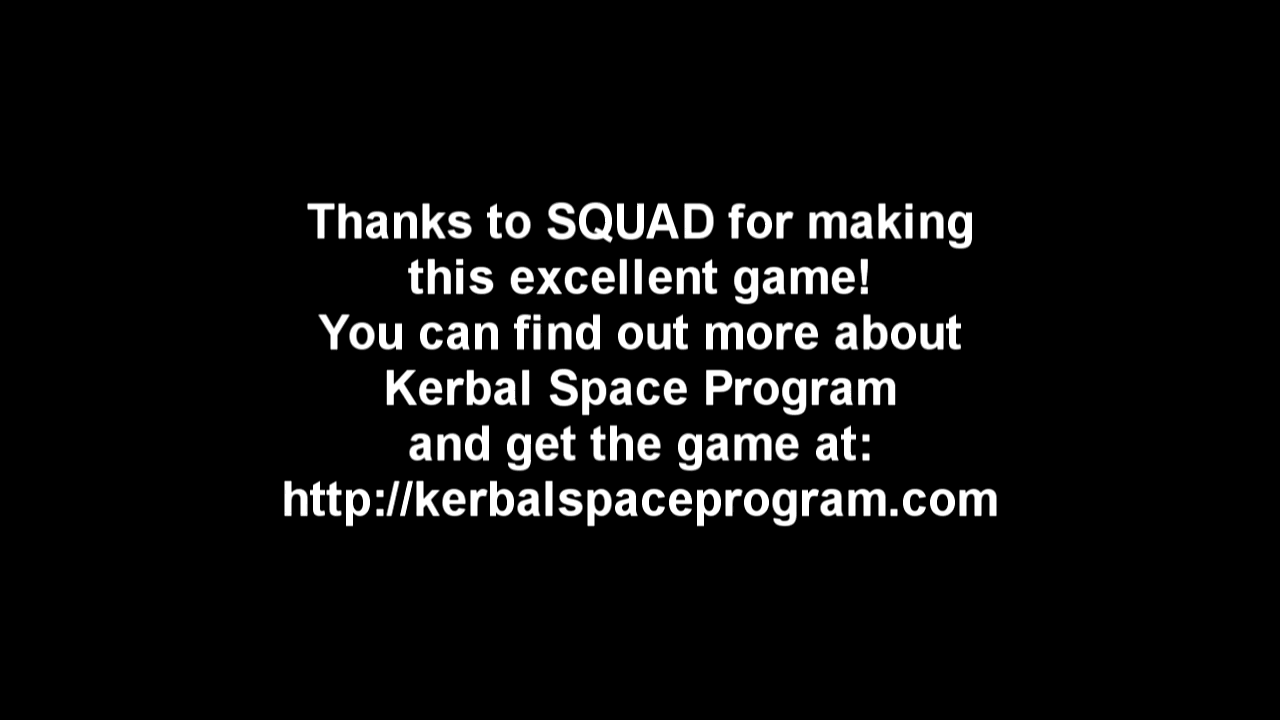 Thanks to SQUAD for making
this excellent game!
You can find out more about
Kerbal Space Program
and get the game at:
http://kerbalspaceprogram.com